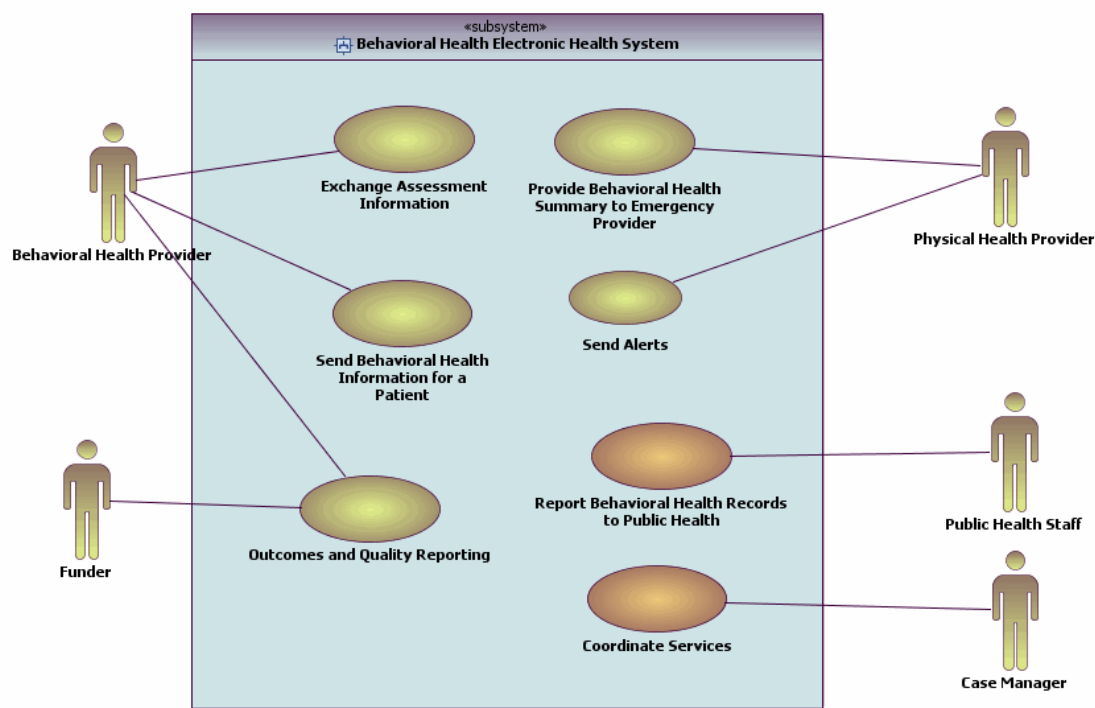 «subsystem»
Behavioral Health Electronic Health System
Exchange Assessment
Information
Provide Behavioral Health
Summary to Emergency
Provider
Behavioral Health Provider
Physical Health Provider
Send Behavioral Health
Information for a
Patient
Send Alerts
Report Behavioral Health Records
to Public Health
Public Health Staff
Outcomes and Quality Reporting
Funder
Coordinate Services
Case Manager